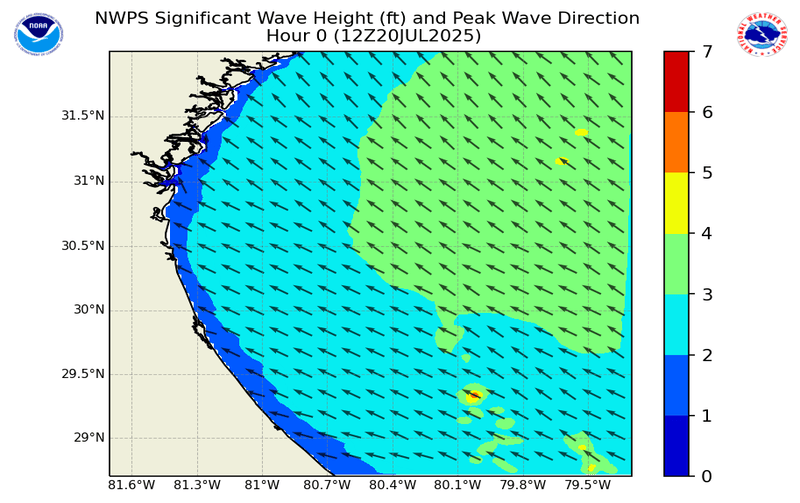 NWPS Significant Wave Height (ft) and Peak Wave Direction
Hour 0 (12Z20JUL2025)
NOAA
NATIONAL WEATHER SERVICE
7
6
5
4
3
2
1
0
31.5°N
31°N
30.5°N
30°N
29.5°N
29°N
81.6°W
81.3°W
81°W
80.7°W
80.4°W
80.1°W
79.8°W
79.5°W